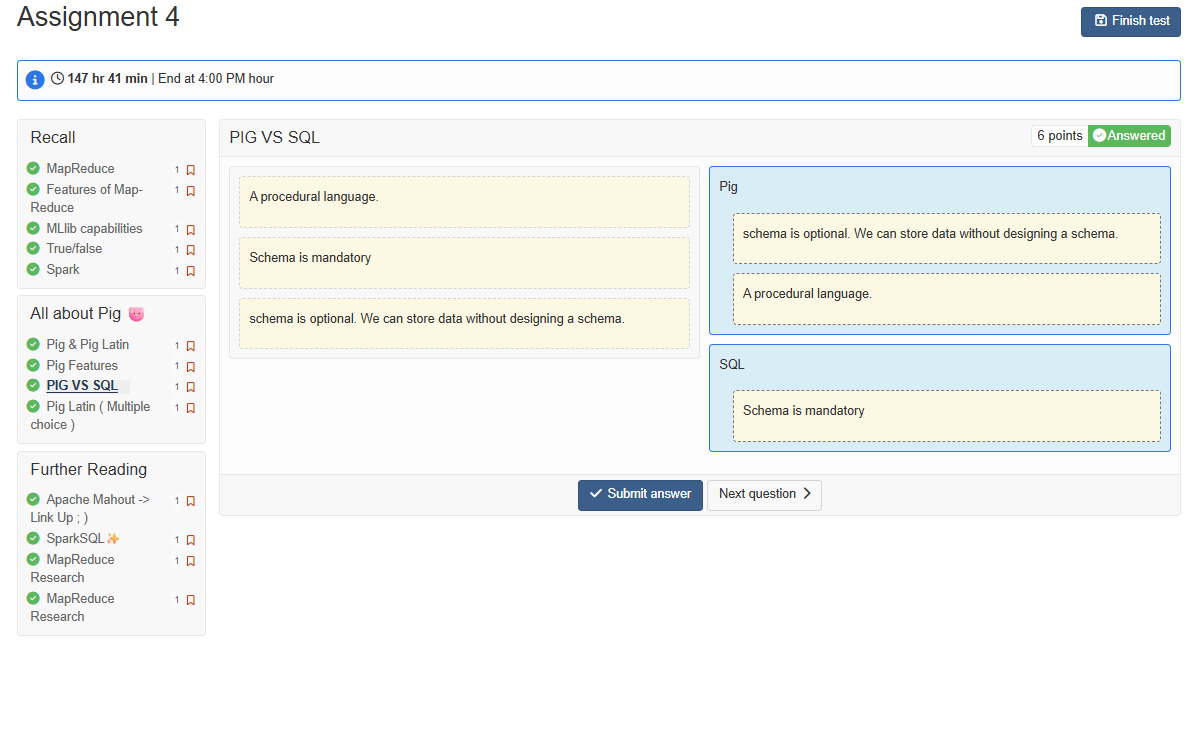 Assignment 4
Finish test
147 hr 41 min | End at 4:00 PM hour
Recall
MapReduce 1
Features of Map- 1
Reduce
MLlib capabilities 1
True/false 1
Spark 1
All about Pig
Pig & Pig Latin 1
Pig Features 1
PIG VS SQL 1
Pig Latin ( Multiple 1
choice )
Further Reading
Apache Mahout -> 1
Link Up ; )
SparkSQL 1
MapReduce 1
Research
MapReduce 1
Research
PIG VS SQL
6 points Answered
A procedural language.
Schema is mandatory
schema is optional. We can store data without designing a schema.
Pig
schema is optional. We can store data without designing a schema.
A procedural language.
SQL
Schema is mandatory
Submit answer
Next question